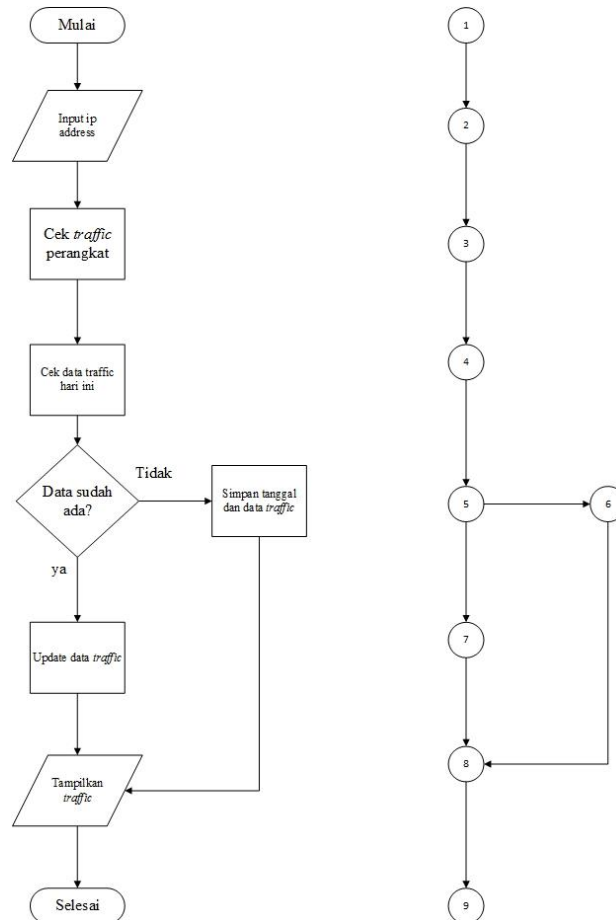 Mulai
Input ip
address
Cek traffic
perangkat
Cek data traffic
hari ini
Data sudah
ada?
Tidak
Simpan tanggal
dan data traffic
ya
Update data traffic
Tampilkan
traffic
Selesai
1
2
3
4
5
6
7
8
9